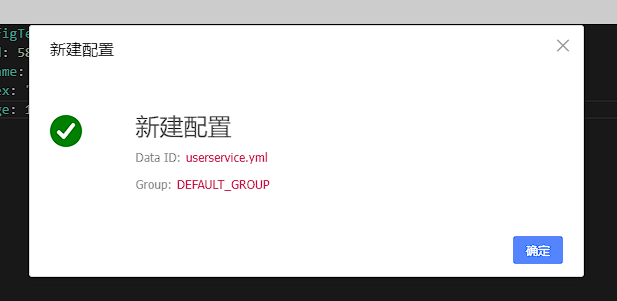 figTe
新建配置
d: 58
ame:
ex: '
ge: 1
新建配置
Data ID: userservice.yml
Group: DEFAULT_GROUP
确定